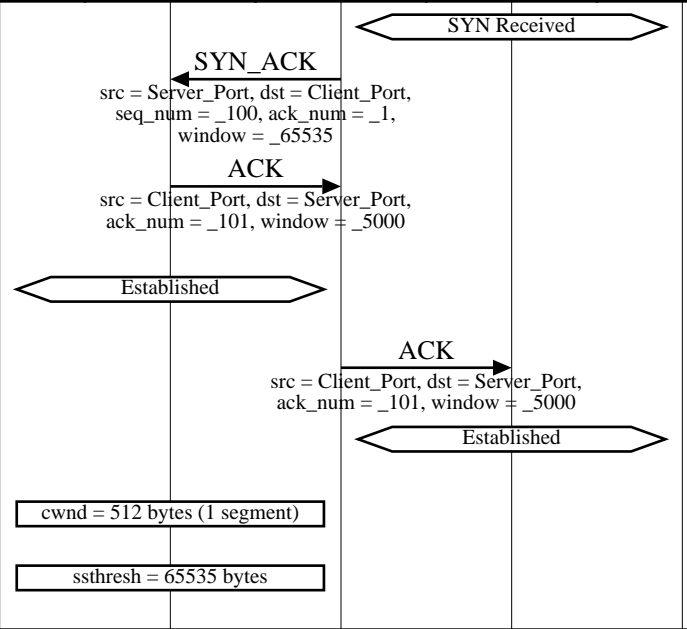 SYN Received
SYN_ACK
src = Server_Port, dst = Client_Port,
seq_num = _100, ack_num = _1,
window = _65535
ACK
src = Client_Port, dst = Server_Port,
ack_num = _101, window = _5000
Established
ACK
src = Client_Port, dst = Server_Port,
ack_num = _101, window = _5000
Established
cwnd = 512 bytes (1 segment)
ssthresh = 65535 bytes